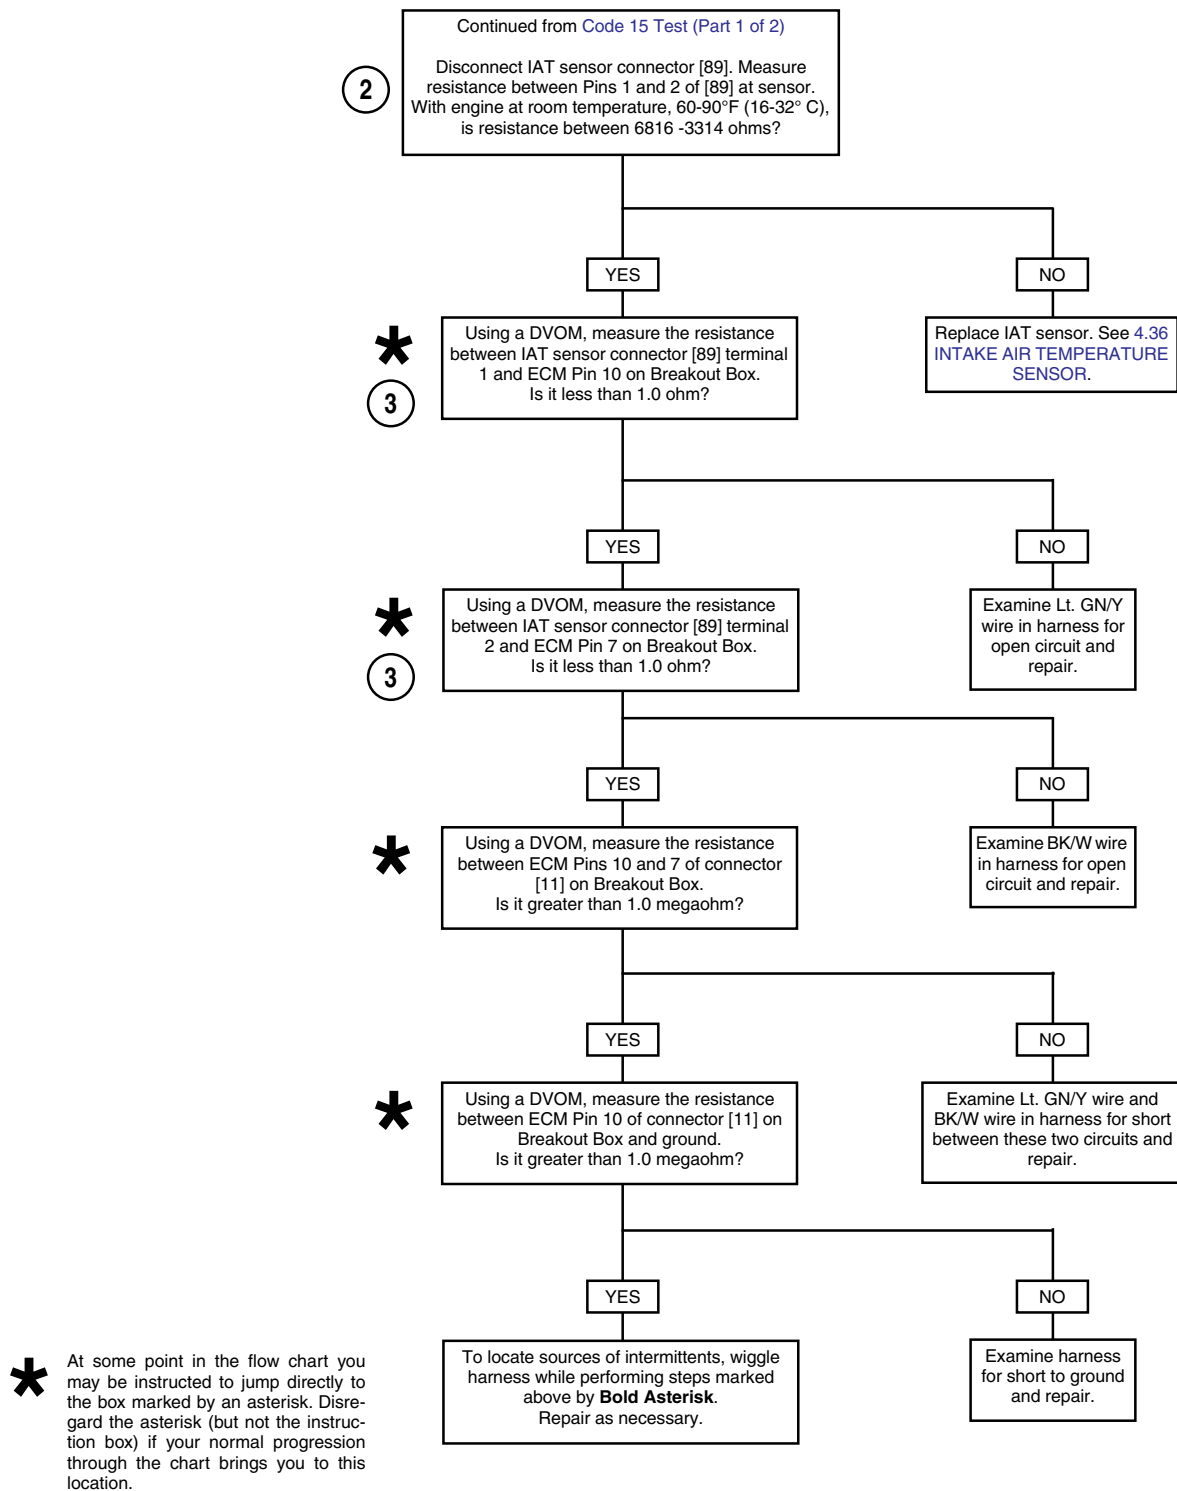 Continued from Code 15 Test (Part 1 of 2)
2
Disconnect IAT sensor connector [89]. Measure
resistance between Pins 1 and 2 of [89] at sensor.
With engine at room temperature, 60-90°F (16-32° C),
is resistance between 6816 -3314 ohms?
YES
NO
*
3
Using a DVOM, measure the resistance
between IAT sensor connector [89] terminal
1 and ECM Pin 10 on Breakout Box.
Is it less than 1.0 ohm?
Replace IAT sensor. See 4.36
INTAKE AIR TEMPERATURE
SENSOR.
YES
NO
*
3
Using a DVOM, measure the resistance
between IAT sensor connector [89] terminal
2 and ECM Pin 7 on Breakout Box.
Is it less than 1.0 ohm?
Examine Lt. GN/Y
wire in harness for
open circuit and
repair.
YES
NO
*
Using a DVOM, measure the resistance
between ECM Pins 10 and 7 of connector
[11] on Breakout Box.
Is it greater than 1.0 megaohm?
Examine BK/W wire
in harness for open
circuit and repair.
YES
NO
*
Using a DVOM, measure the resistance
between ECM Pin 10 of connector [11] on
Breakout Box and ground.
Is it greater than 1.0 megaohm?
Examine Lt. GN/Y wire and
BK/W wire in harness for short
between these two circuits and
repair.
YES
NO
To locate sources of intermittents, wiggle
harness while performing steps marked
above by Bold Asterisk.
Repair as necessary.
Examine harness
for short to ground
and repair.
*
At some point in the flow chart you
may be instructed to jump directly to
the box marked by an asterisk. Disre-
gard the asterisk (but not the instruc-
tion box) if your normal progression
through the chart brings you to this
location.